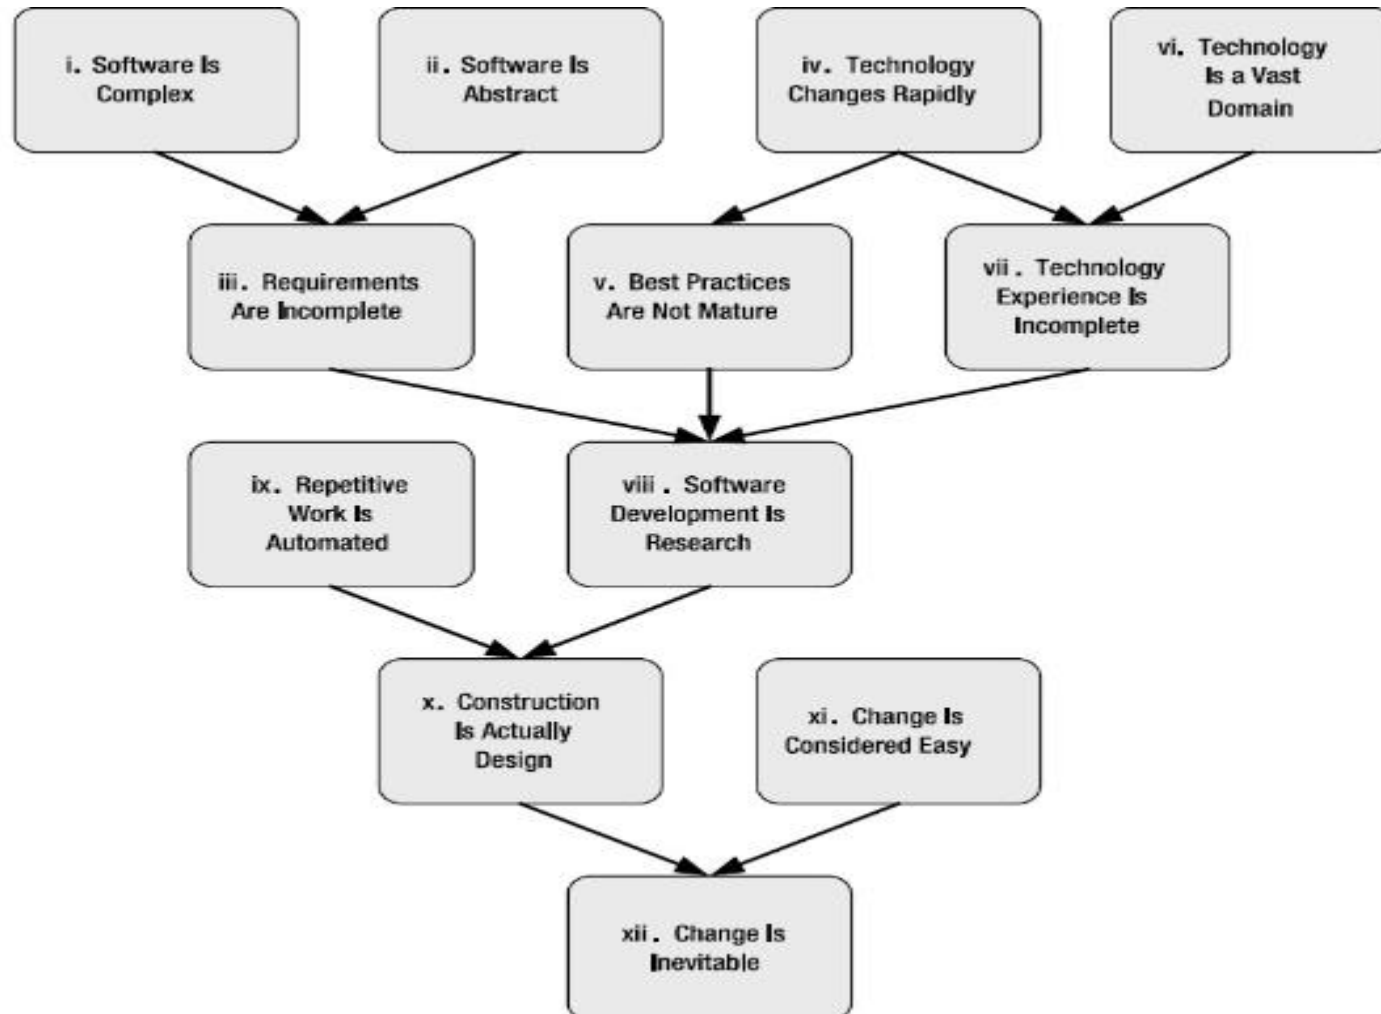 i. Software Is
Complex
ii. Software Is
Abstract
iv. Technology
Changes Rapidly
vi. Technology
Is a Vast
Domain
iii. Requirements
Are Incomplete
v. Best Practices
Are Not Mature
vii. Technology
Experience Is
Incomplete
ix. Repetitive
Work Is
Automated
viii. Software
Development Is
Research
x. Construction
Is Actually
Design
xi. Change Is
Considered Easy
xii. Change Is
Inevitable